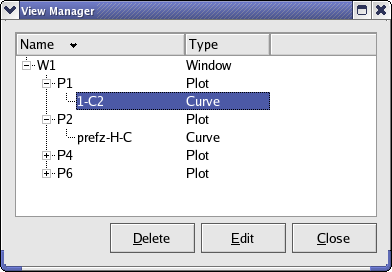 View Manager
Name Type
W1 Window
P1 Plot
1-C2 Curve
P2 Plot
prefz-H-C Curve
P4 Plot
P6 Plot
Delete Edit Close